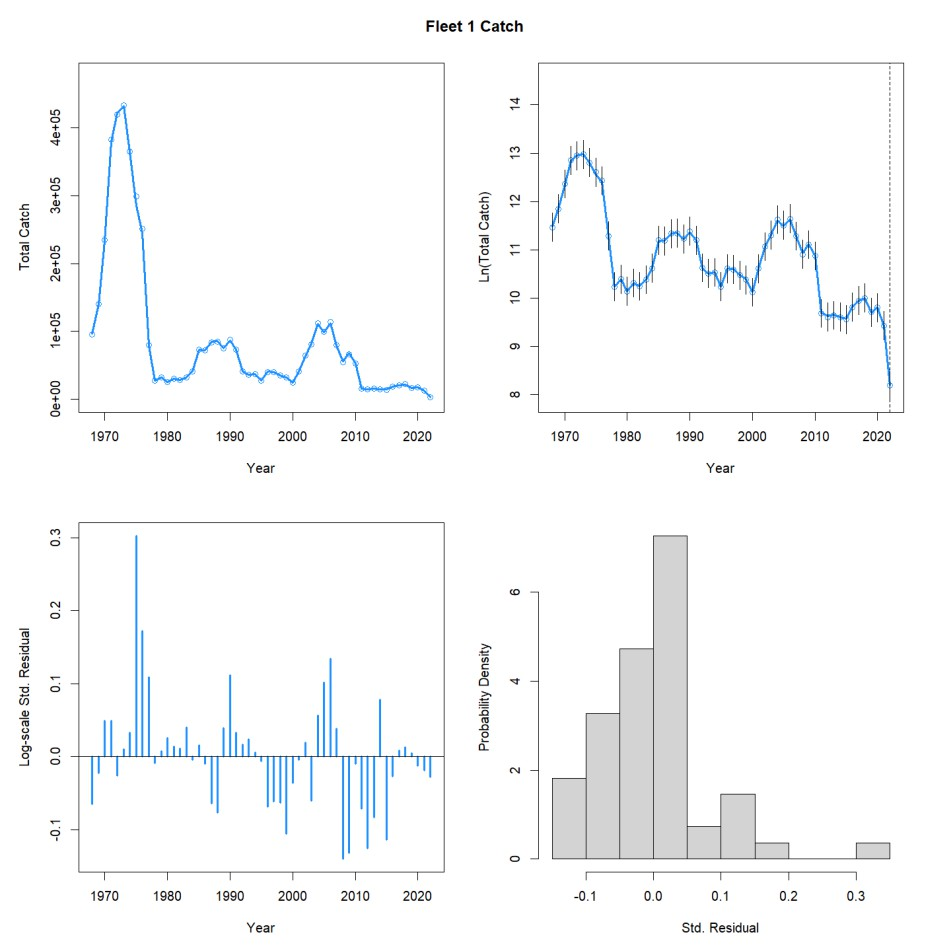 Fleet 1 Catch
Total Catch
0e+00 1e+05 2e+05 3e+05 4e+05
1970 1980 1990 2000 2010 2020
Year
Ln(Total Catch)
8 9 10 11 12 13 14
1970 1980 1990 2000 2010 2020
Year
Log-scale Std. Residual
-0.1 0.0 0.1 0.2 0.3
1970 1980 1990 2000 2010 2020
Year
Probability Density
0 2 4 6
-0.1 0.0 0.1 0.2 0.3
Std. Residual